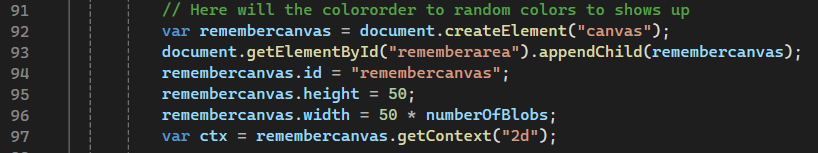 91 // Here will the colororder to random colors to shows up
92 var remembercanvas = document.createElement("canvas");
93 document.getElementById("rememberarea").appendChild(remembercanvas);
94 remembercanvas.id = "remembercanvas";
95 remembercanvas.height = 50;
96 remembercanvas.width = 50 * numberOfBlobs;
97 var ctx = remembercanvas.getContext("2d");